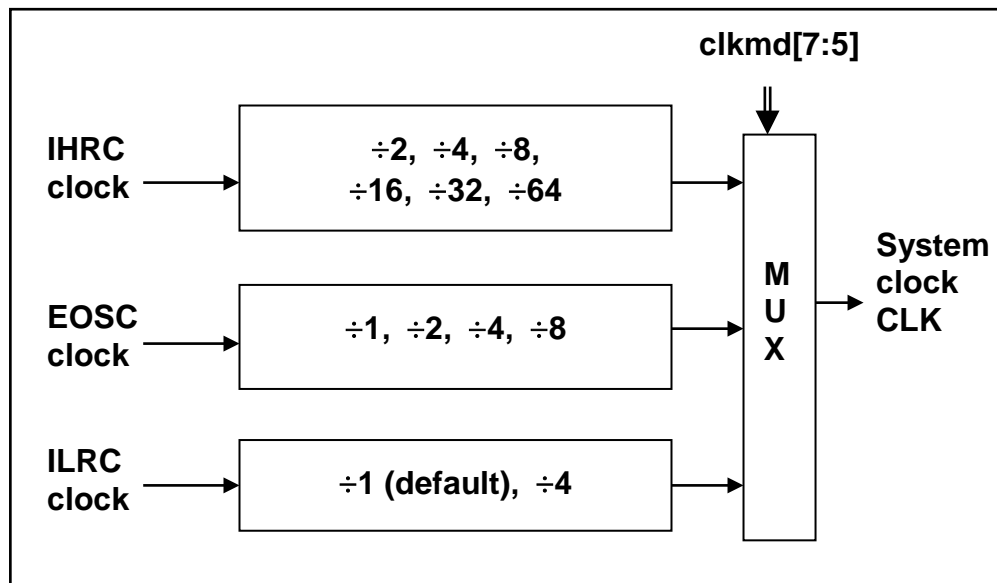 clkmd[7:5]
IHRC
clock
÷2, ÷4, ÷8,
÷16, ÷32, ÷64
EOSC
clock
÷1, ÷2, ÷4, ÷8
ILRC
clock
÷1 (default), ÷4
M
U
X
System
clock
CLK